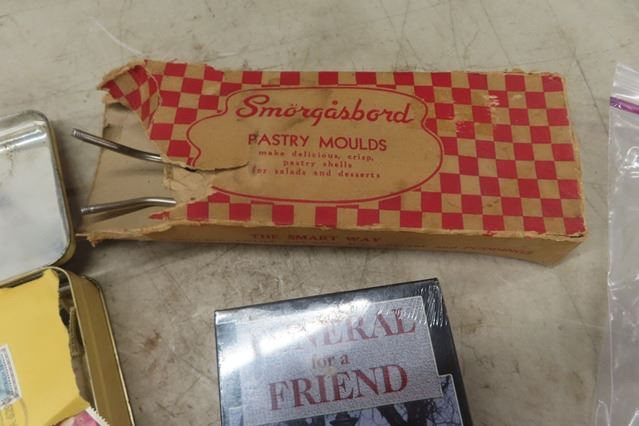 Smörgåsbord
PASTRY MOULDS
make delicious, crisp,
pastry shells
for salads and desserts
THE SMART WAY
FUNERAL
for a
FRIEND